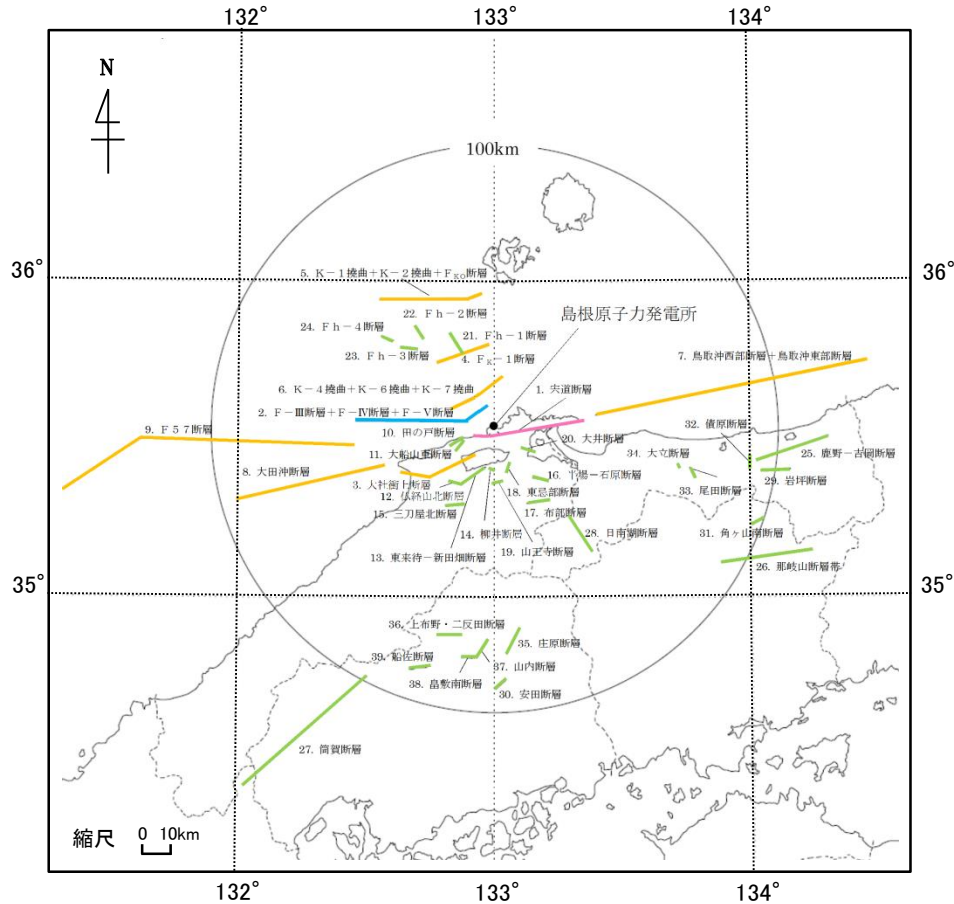 132°
133°
134°
N
100km
36°
36°
5. K－1撓曲＋K－2撓曲＋FKO断層
22. Fh－2断層
24. Fh－4断層
21. Fh－1断層
島根原子力発電所
23. Fh－3断層
4. FK－1断層
7. 鳥取沖西部断層＋鳥取沖東部断層
6. K－4撓曲＋K－6撓曲＋K－7撓曲
1. 宍道断層
2. F－Ⅲ断層＋F－Ⅳ断層＋F－Ⅴ断層
9. F57断層
10. 田の戸断層
32. 債原断層
20. 大井断層
11. 大船山東断層
34. 大立断層
25. 鹿野－吉岡断層
8. 大田沖断層
16. 半場－石原断層
29. 岩坪断層
3. 大社衝上断層
18. 東忌部断層
33. 尾田断層
12. 仏経山北断層
17. 布部断層
15. 三刀屋北断層
14. 柳井断層
28. 日南湖断層
31. 角ヶ山南断層
13. 東来待－新田畑断層
19. 山王寺断層
26. 那岐山断層帯
35°
35°
36. 上布野・二反田断層
35. 庄原断層
39. 船佐断層
37. 山内断層
38. 畠敷南断層
30. 安田断層
27. 筒賀断層
縮尺
0 10km
132°
133°
134°